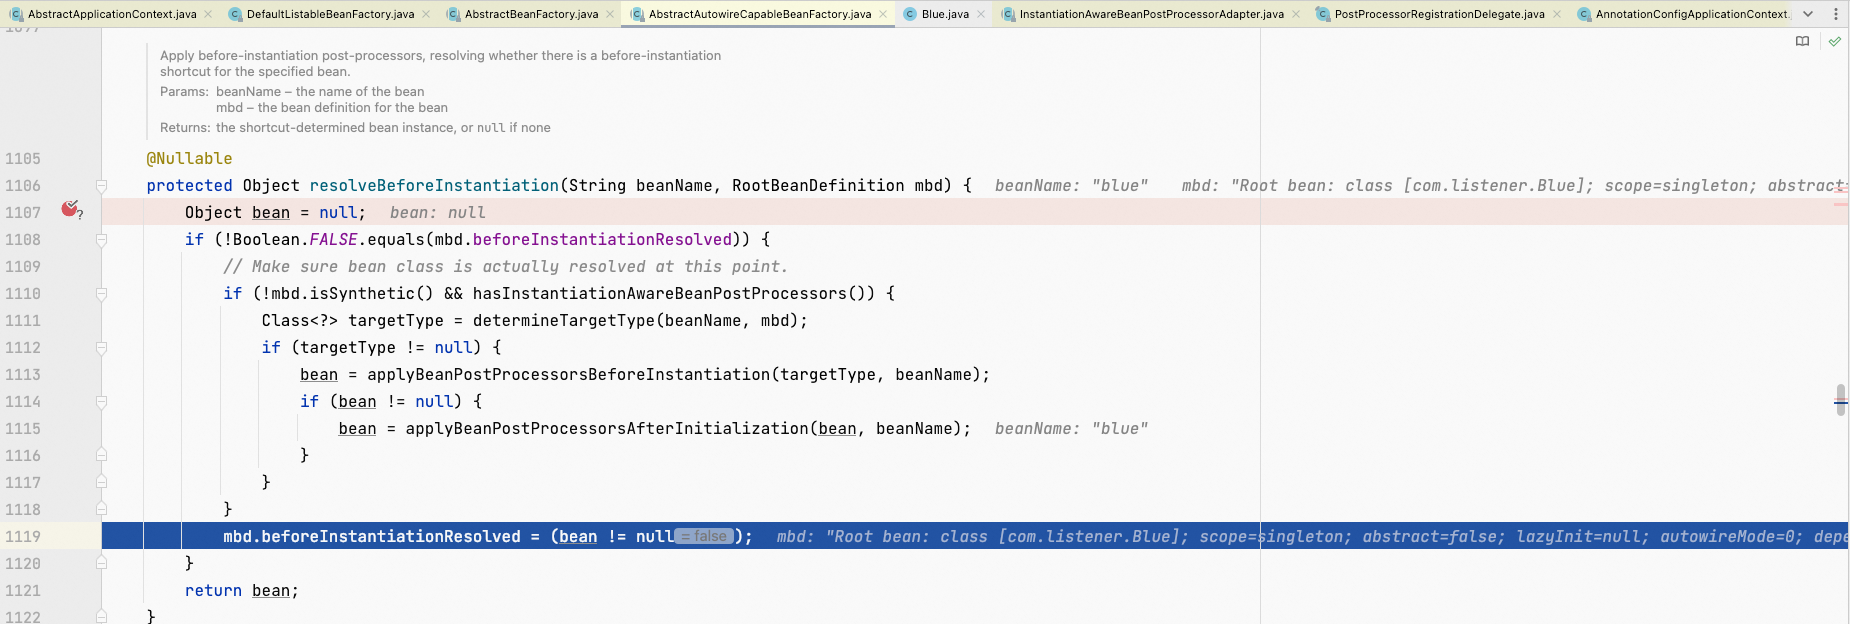 AbstractApplicationContext.java DefaultListableBeanFactory.java AbstractBeanFactory.java AbstractAutowireCapableBeanFactory.java Blue.java InstantiationAwareBeanPostProcessorAdapter.java PostProcessorRegistrationDelegate.java AnnotationConfigApplicationContext.
Apply before-instantiation post-processors, resolving whether there is a before-instantiation
shortcut for the specified bean.
Params: beanName – the name of the bean
mbd – the bean definition for the bean
Returns: the shortcut-determined bean instance, or null if none
1105 @Nullable
1106 protected Object resolveBeforeInstantiation(String beanName, RootBeanDefinition mbd) { beanName: "blue" mbd: "Root bean: class [com.listener.Blue]; scope=singleton; abstract=
1107 Object bean = null; bean: null
1108 if (!Boolean.FALSE.equals(mbd.beforeInstantiationResolved)) {
1109 // Make sure bean class is actually resolved at this point.
1110 if (!mbd.isSynthetic() && hasInstantiationAwareBeanPostProcessors()) {
1111 Class<?> targetType = determineTargetType(beanName, mbd);
1112 if (targetType != null) {
1113 bean = applyBeanPostProcessorsBeforeInstantiation(targetType, beanName);
1114 if (bean != null) {
1115 bean = applyBeanPostProcessorsAfterInitialization(bean, beanName); beanName: "blue"
1116 }
1117 }
1118 }
1119 mbd.beforeInstantiationResolved = (bean != null = false ); mbd: "Root bean: class [com.listener.Blue]; scope=singleton; abstract=false; lazyInit=null; autowireMode=0; depe
1120 }
1121 return bean;
1122 }